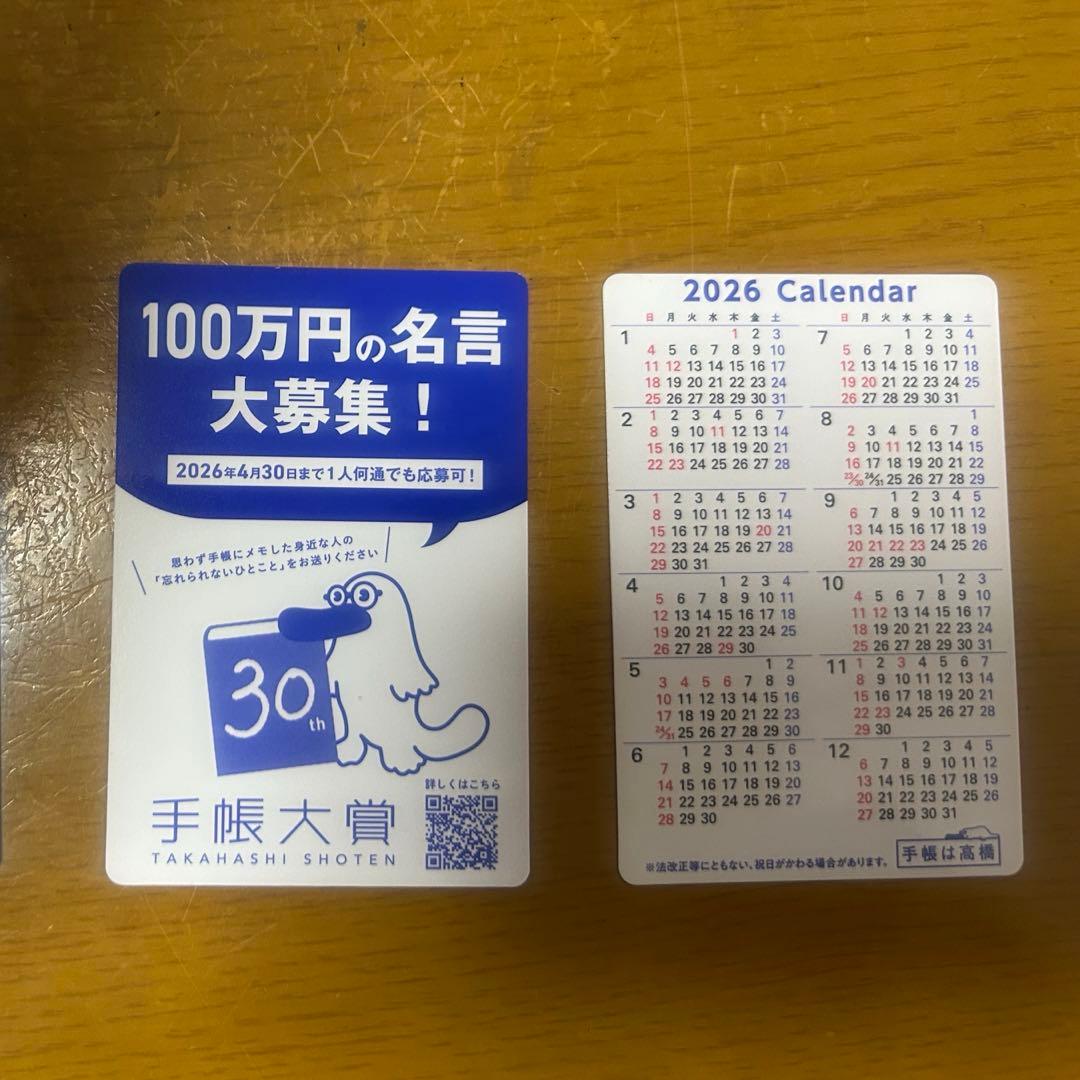 100万円の名言
大募集！
2026年4月30日まで1人何通でも応募可！
思わず手帳にメモした身近な人の
「忘れられないひとこと」をお送りください
30th
詳しくはこちら
手帳大賞
TAKAHASHI SHOTEN
2026 Calendar
日 月 火 水 木 金 土
1
1 2 3
4 5 6 7 8 9 10
11 12 13 14 15 16 17
18 19 20 21 22 23 24
25 26 27 28 29 30 31
2
1 2 3 4 5 6 7
8 9 10 11 12 13 14
15 16 17 18 19 20 21
22 23 24 25 26 27 28
3
1 2 3 4 5 6 7
8 9 10 11 12 13 14
15 16 17 18 19 20 21
22 23 24 25 26 27 28
29 30 31
4
1 2 3 4
5 6 7 8 9 10 11
12 13 14 15 16 17 18
19 20 21 22 23 24 25
26 27 28 29 30
5
1 2
3 4 5 6 7 8 9
10 11 12 13 14 15 16
17 18 19 20 21 22 23
24/31 25 26 27 28 29 30
6
1 2 3 4 5 6
7 8 9 10 11 12 13
14 15 16 17 18 19 20
21 22 23 24 25 26 27
28 29 30
日 月 火 水 木 金 土
7
1 2 3 4
5 6 7 8 9 10 11
12 13 14 15 16 17 18
19 20 21 22 23 24 25
26 27 28 29 30 31
8
1
2 3 4 5 6 7 8
9 10 11 12 13 14 15
16 17 18 19 20 21 22
23/30 24/31 25 26 27 28 29
9
1 2 3 4 5
6 7 8 9 10 11 12
13 14 15 16 17 18 19
20 21 22 23 24 25 26
27 28 29 30
10
1 2 3
4 5 6 7 8 9 10
11 12 13 14 15 16 17
18 19 20 21 22 23 24
25 26 27 28 29 30 31
11
1 2 3 4 5 6 7
8 9 10 11 12 13 14
15 16 17 18 19 20 21
22 23 24 25 26 27 28
29 30
12
1 2 3 4 5
6 7 8 9 10 11 12
13 14 15 16 17 18 19
20 21 22 23 24 25 26
27 28 29 30 31
※法改正等にともない、祝日がかわる場合があります。
手帳は高橋